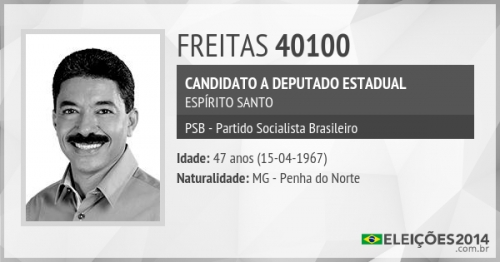 FREITAS 40100
CANDIDATO A DEPUTADO ESTADUAL
ESPÍRITO SANTO
PSB - Partido Socialista Brasileiro
Idade: 47 anos (15-04-1967)
Naturalidade: MG - Penha do Norte
ELEIÇÕES2014
.com.br